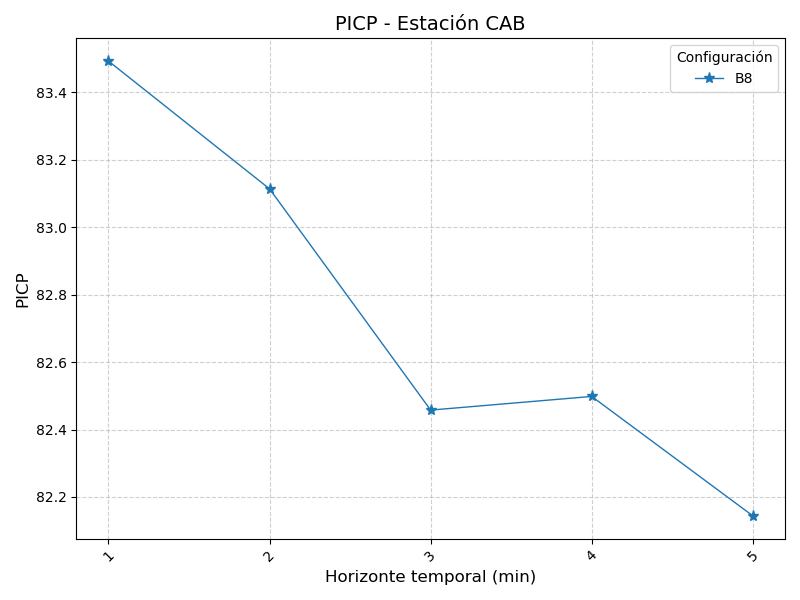 PICP - Estación CAB
Configuración
B8
83.4
83.2
83.0
82.8
82.6
82.4
82.2
PICP
1
2
3
4
5
Horizonte temporal (min)